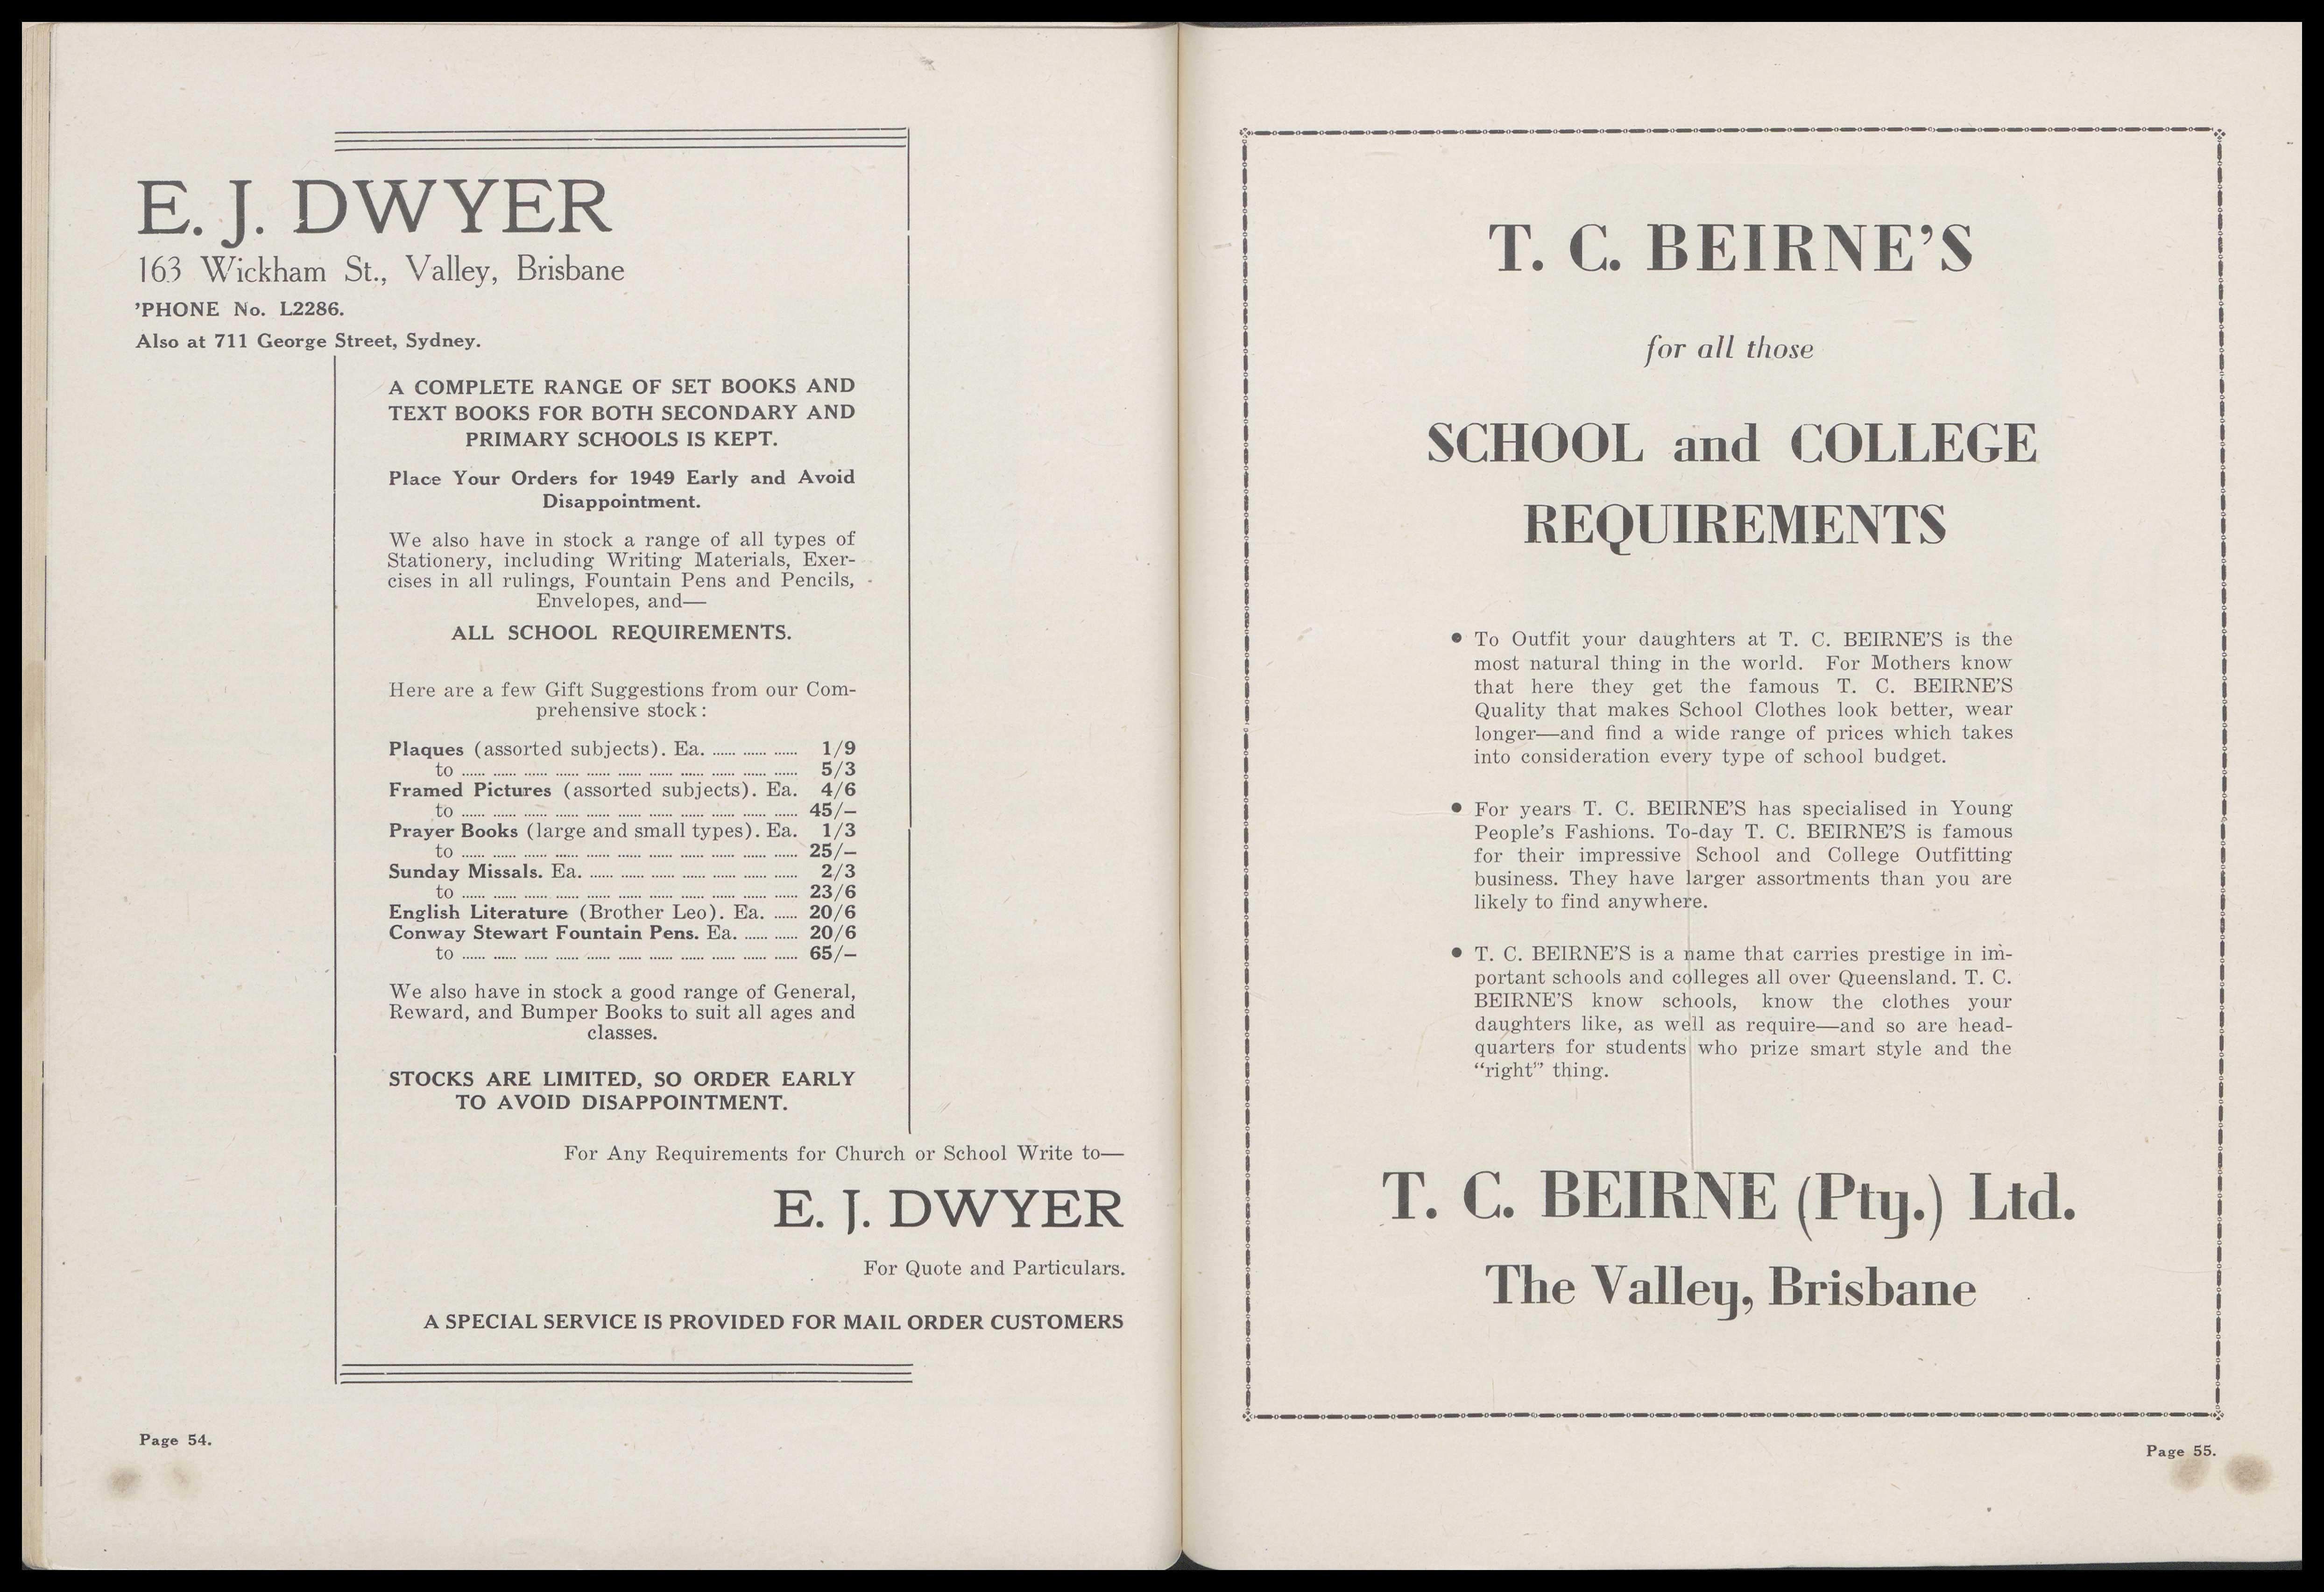 E. J. DWYER
163 Wickham St., Valley, Brisbane
'PHONE No. L2286.
Also at 711 George Street, Sydney.
A COMPLETE RANGE OF SET BOOKS AND
TEXT BOOKS FOR BOTH SECONDARY AND
PRIMARY SCHOOLS IS KEPT.
Place Your Orders for 1949 Early and Avoid
Disappointment.
We also have in stock a range of all types of
Stationery, including Writing Materials, Exer-
cises in all rulings, Fountain Pens and Pencils,
Envelopes, and—
ALL SCHOOL REQUIREMENTS.
Here are a few Gift Suggestions from our Com-
prehensive stock:
Plaques (assorted subjects). Ea. ...... ...... ...... 1/9
to ...... ...... ...... ...... ...... ...... ...... ...... ...... ...... ...... 5/3
Framed Pictures (assorted subjects). Ea. 4/6
to ...... ...... ...... ...... ...... ...... ...... ...... ...... ...... ...... 45/–
Prayer Books (large and small types). Ea. 1/3
to ...... ...... ...... ...... ...... ...... ...... ...... ...... ...... ...... 25/–
Sunday Missals. Ea. ...... ...... ...... ...... ...... ...... ...... 2/3
to ...... ...... ...... ...... ...... ...... ...... ...... ...... ...... ...... 23/6
English Literature (Brother Leo). Ea. ...... 20/6
Conway Stewart Fountain Pens. Ea. ...... ...... 20/6
to ...... ...... ...... ...... ...... ...... ...... ...... ...... ...... ...... 65/–
We also have in stock a good range of General,
Reward, and Bumper Books to suit all ages and
classes.
STOCKS ARE LIMITED, SO ORDER EARLY
TO AVOID DISAPPOINTMENT.
For Any Requirements for Church or School Write to—
E. J. DWYER
For Quote and Particulars.
A SPECIAL SERVICE IS PROVIDED FOR MAIL ORDER CUSTOMERS
Page 54.
T. C. BEIRNE'S
for all those
SCHOOL and COLLEGE
REQUIREMENTS
● To Outfit your daughters at T. C. BEIRNE'S is the
most natural thing in the world. For Mothers know
that here they get the famous T. C. BEIRNE'S
Quality that makes School Clothes look better, wear
longer—and find a wide range of prices which takes
into consideration every type of school budget.
● For years T. C. BEIRNE'S has specialised in Young
People's Fashions. To-day T. C. BEIRNE'S is famous
for their impressive School and College Outfitting
business. They have larger assortments than you are
likely to find anywhere.
● T. C. BEIRNE'S is a name that carries prestige in im-
portant schools and colleges all over Queensland. T. C.
BEIRNE'S know schools, know the clothes your
daughters like, as well as require—and so are head-
quarters for students who prize smart style and the
“right” thing.
T. C. BEIRNE (Pty.) Ltd.
The Valley, Brisbane
Page 55.